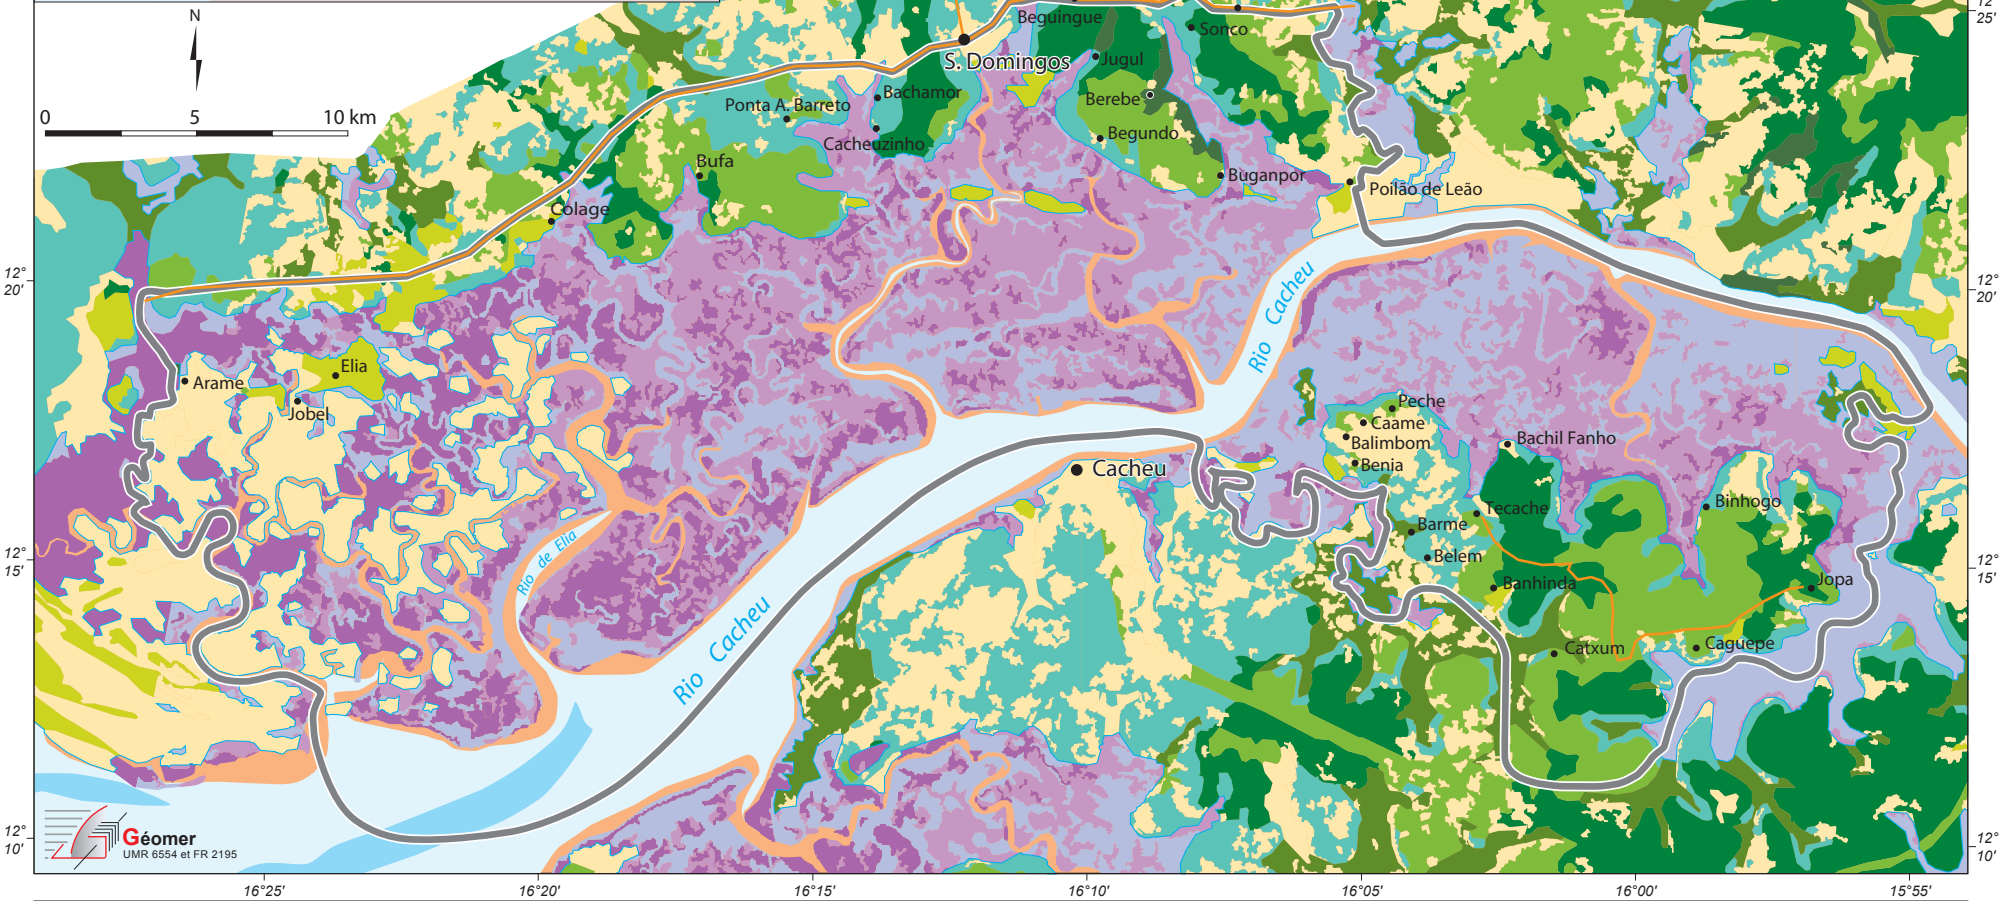 12°
25'
Beguingue
Sonco
N
S. Domingos
Jugul
0 5 10 km
Ponta A. Barreto
Bachamor
Berebe
Begundo
Cacheuzinho
Bufa
Buganpor
Poilão de Leão
Colage
12°
20'
12°
20'
Rio Cacheu
Elia
Arame
Jobel
Peche
Caame
Balimbom
Bachil Fanho
Benia
Cacheu
Binhogo
Tecache
Barme
Belem
Rio de Elia
12°
15'
12°
15'
Banhinda
Jopa
Rio Cacheu
Catxum
Caguepe
Géomer
UMR 6554 et FR 2195
12°
10'
12°
10'
16°25' 16°20' 16°15' 16°10' 16°05' 16°00' 15°55'